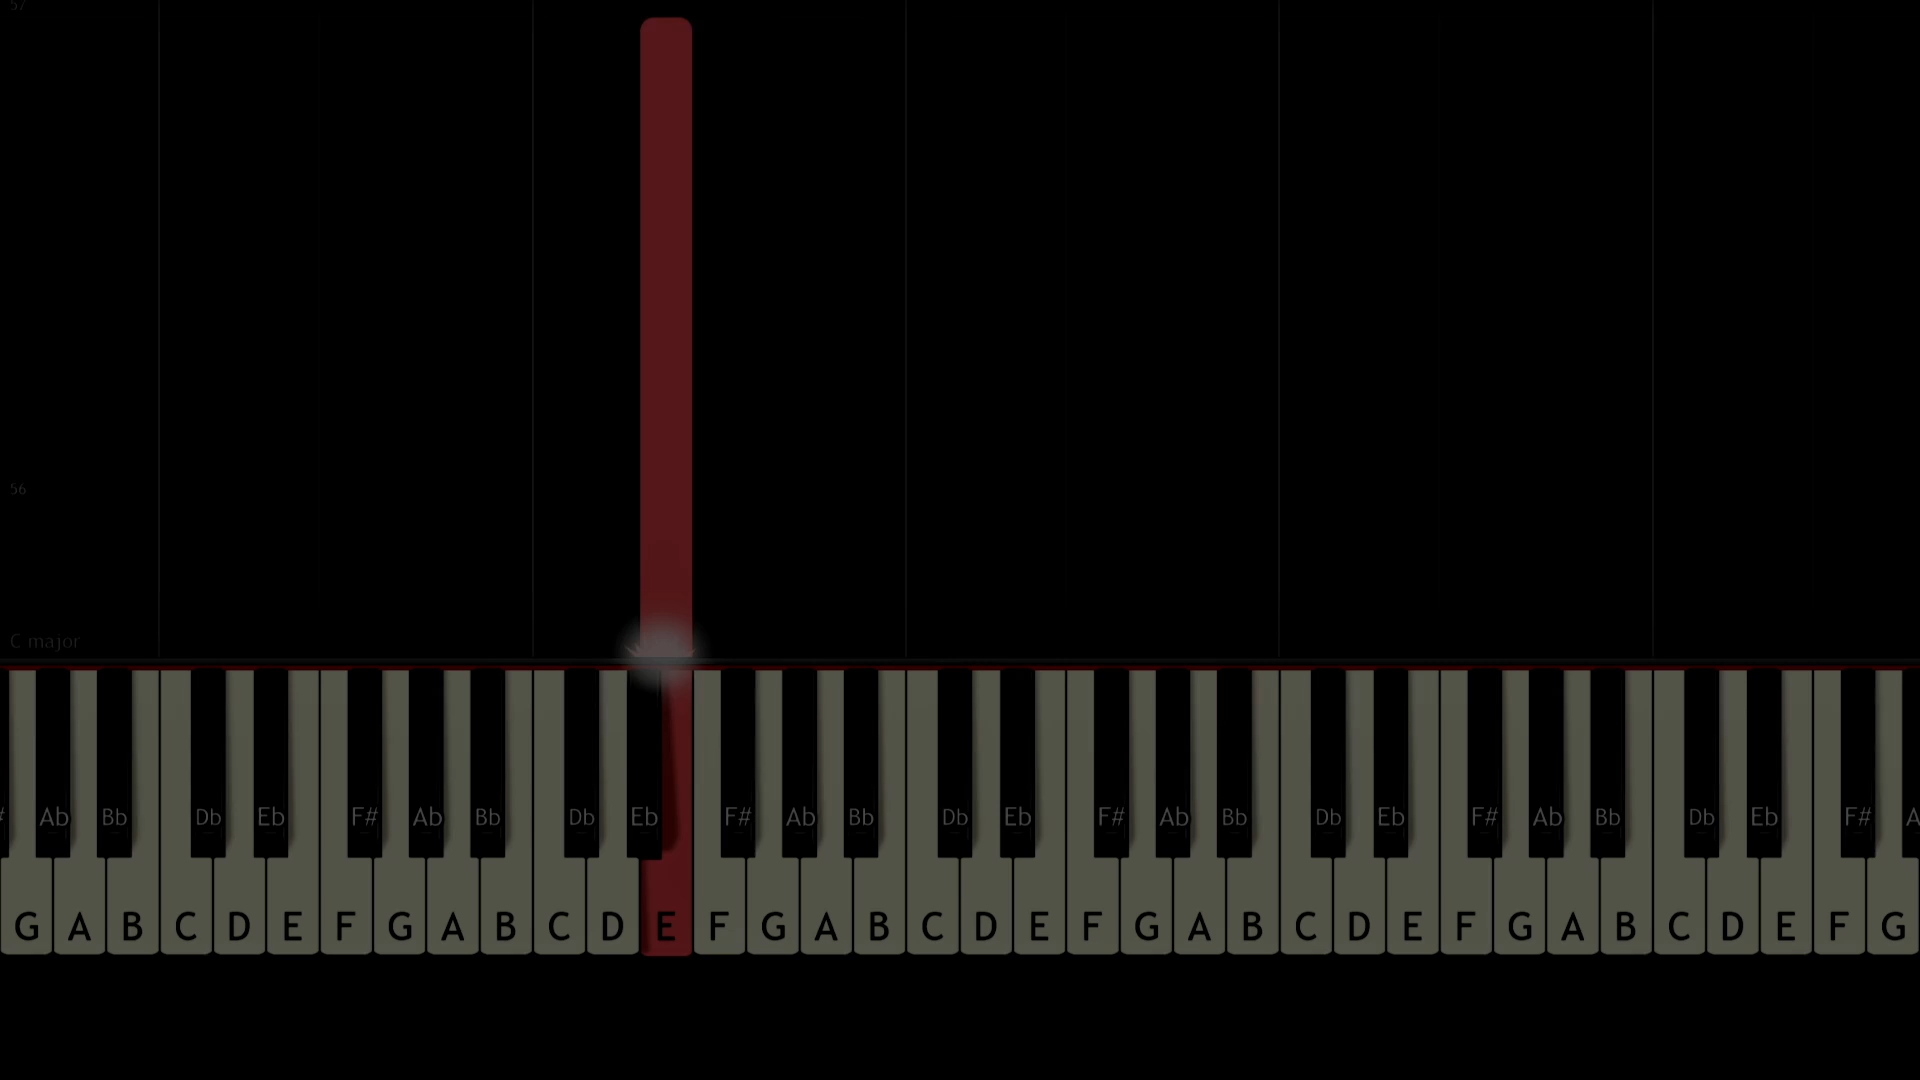 57
56
C major
# Ab Bb Db Eb F# Ab Bb Db Eb F# Ab Bb Db Eb F# Ab Bb Db Eb F# Ab Bb Db Eb F# A
G A B C D E F G A B C D E F G A B C D E F G A B C D E F G A B C D E F G